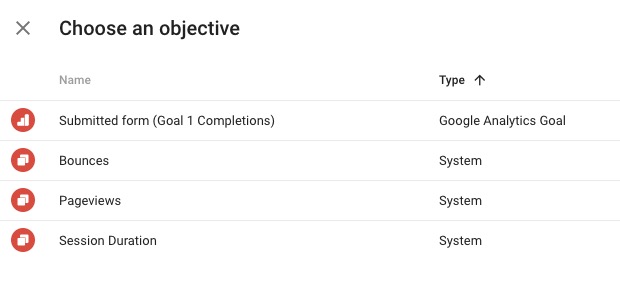 Choose an objective
Name Type
Submitted form (Goal 1 Completions) Google Analytics Goal
Bounces System
Pageviews System
Session Duration System